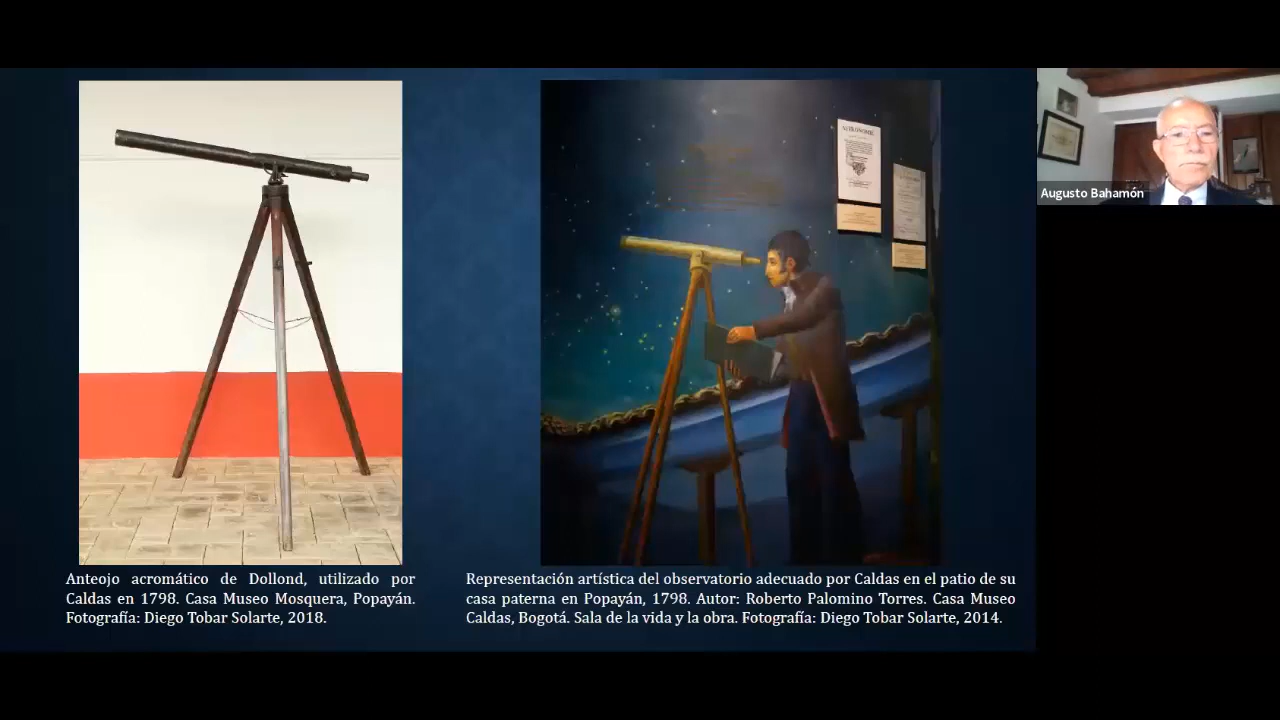 ASTRONOMIE
Augusto Bahamón
Anteojo acromático de Dollond, utilizado por
Caldas en 1798. Casa Museo Mosquera, Popayán.
Fotografía: Diego Tobar Solarte, 2018.
Representación artística del observatorio adecuado por Caldas en el patio de su
casa paterna en Popayán, 1798. Autor: Roberto Palomino Torres. Casa Museo
Caldas, Bogotá. Sala de la vida y la obra. Fotografía: Diego Tobar Solarte, 2014.